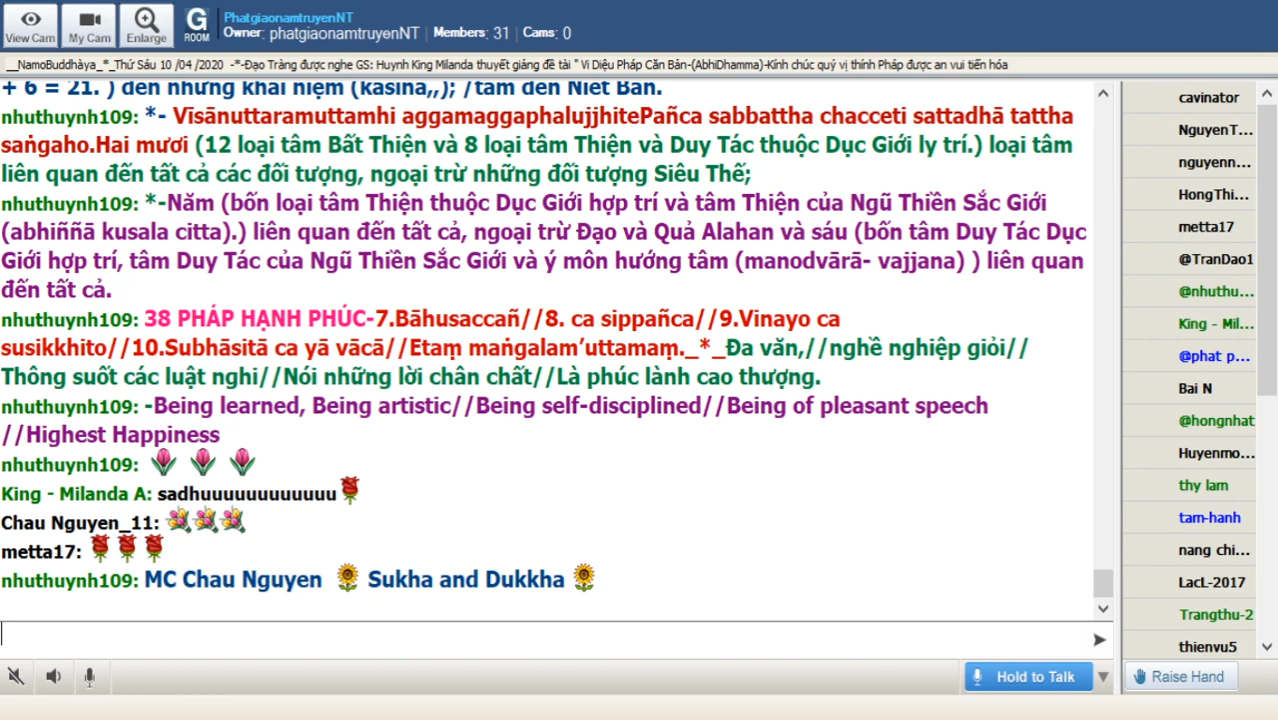 View Cam
My Cam
Enlarge
G
ROOM
PhatgiaonamtruyenNT
Owner: phatgiaonamtruyenNT | Members: 31 | Cams: 0
__NamoBuddhàya_*_Thứ Sáu 10 /04 /2020 -*-Đạo Tràng được nghe GS: Huynh King Milanda thuyết giảng đề tài " Vi Diệu Pháp Căn Bản-(AbhiDhamma)-Kính chúc quý vị thính Pháp được an vui tiến hóa
+ 6 = 21. ) đến những khái niệm (kasina,,); /tám đến Niết Bàn.
nhuthuynh109: *- Vīsānuttaramuttamhi aggamaggaphalujjhitePañca sabbattha chacceti sattadhā tattha
saṅgaho.Hai mươi (12 loại tâm Bất Thiện và 8 loại tâm Thiện và Duy Tác thuộc Dục Giới ly trí.) loại tâm
liên quan đến tất cả các đối tượng, ngoại trừ những đối tượng Siêu Thế;
nhuthuynh109: *-Năm (bốn loại tâm Thiện thuộc Dục Giới hợp trí và tâm Thiện của Ngũ Thiền Sắc Giới
(abhiññā kusala citta).) liên quan đến tất cả, ngoại trừ Đạo và Quả Alahan và sáu (bốn tâm Duy Tác Dục
Giới hợp trí, tâm Duy Tác của Ngũ Thiền Sắc Giới và ý môn hướng tâm (manodvārā- vajjana) ) liên quan
đến tất cả.
nhuthuynh109: 38 PHÁP HẠNH PHÚC-7.Bāhusaccañ//8. ca sippañca//9.Vinayo ca
susikkhito//10.Subhāsitā ca yā vācā//Etaṃ maṅgalam’uttamaṃ._*_Đa văn,//nghề nghiệp giỏi//
Thông suốt các luật nghi//Nói những lời chân chất//Là phúc lành cao thượng.
nhuthuynh109: -Being learned, Being artistic//Being self-disciplined//Being of pleasant speech
//Highest Happiness
nhuthuynh109:
King - Milanda A: sadhuuuuuuuuuuuu
Chau Nguyen_11:
metta17:
nhuthuynh109: MC Chau Nguyen Sukha and Dukkha
Hold to Talk
cavinator
NguyenT...
nguyenn...
HongThi...
metta17
@TranDao1
@nhuthu...
King - Mil...
@phat p...
Bai N
@hongnhat
Huyenmo...
thy lam
tam-hanh
nang chi...
LacL-2017
Trangthu-2
thienvu5
Raise Hand